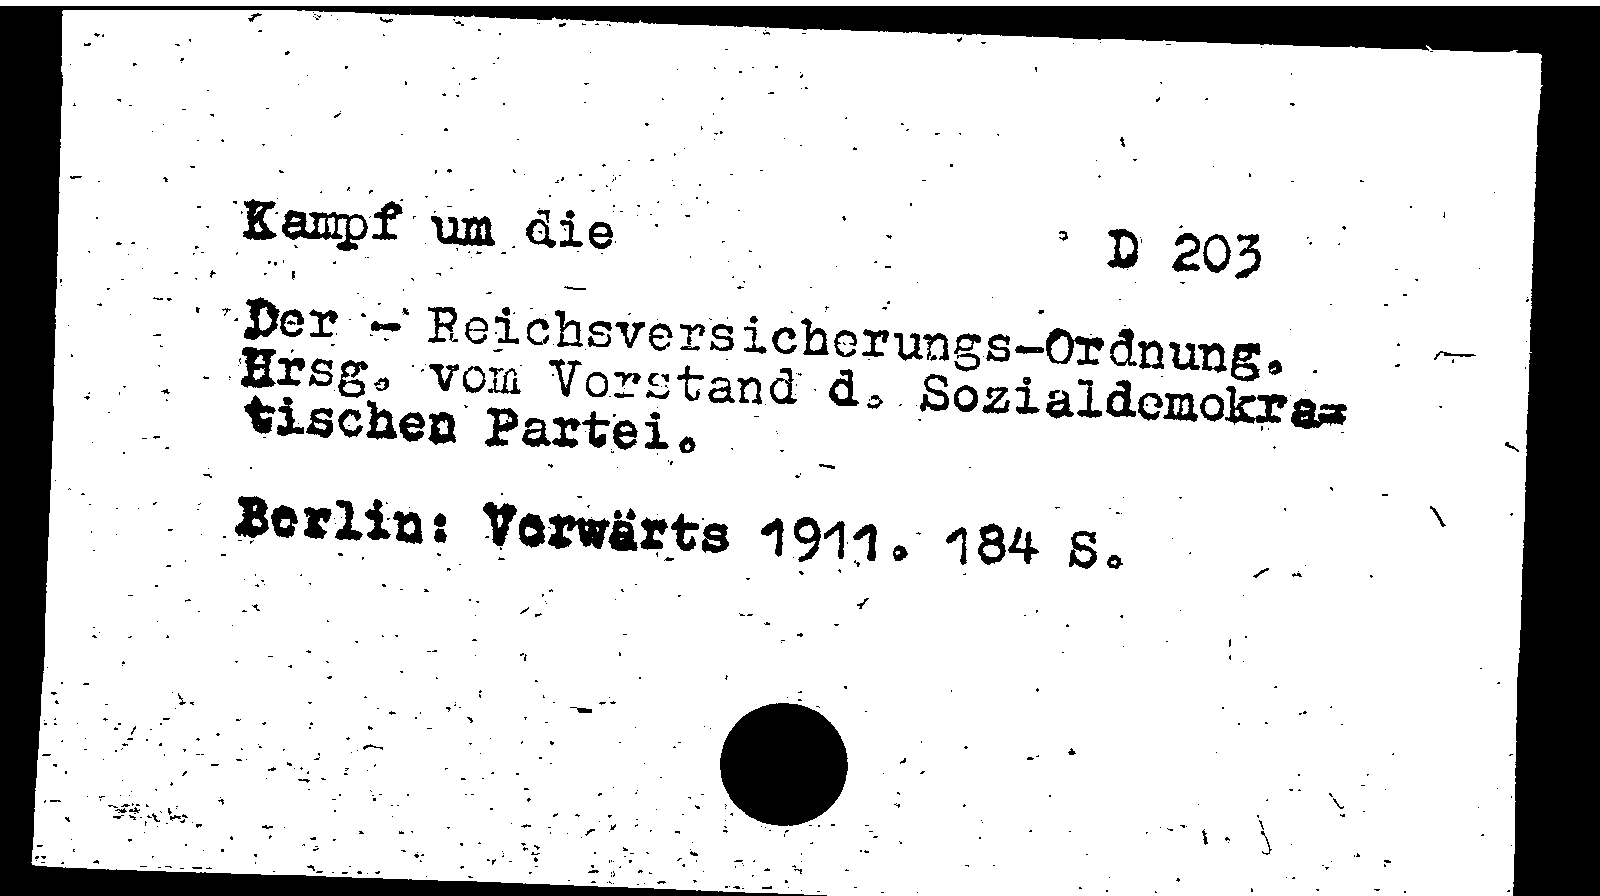 Kampf um die
D 203
Der - Reichsversicherungs-Ordnung.
Hrsg. vom Vorstand d. Sozialdemokra=
tischen Partei.
Berlin: Vorwärts 1911. 184 S.